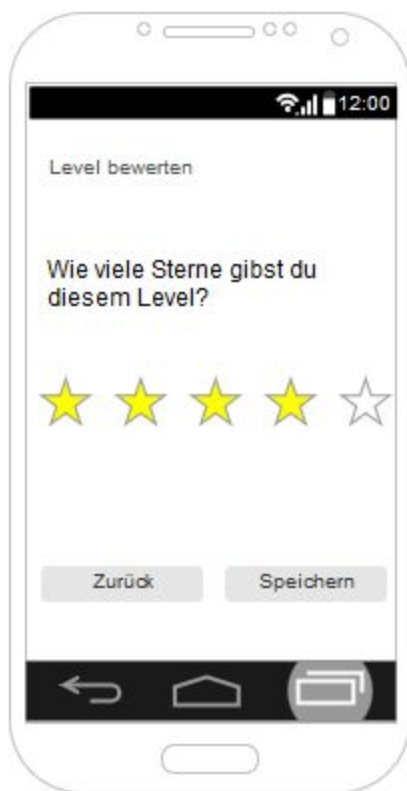 12:00
Level bewerten
Wie viele Sterne gibst du
diesem Level?
Zurück
Speichern